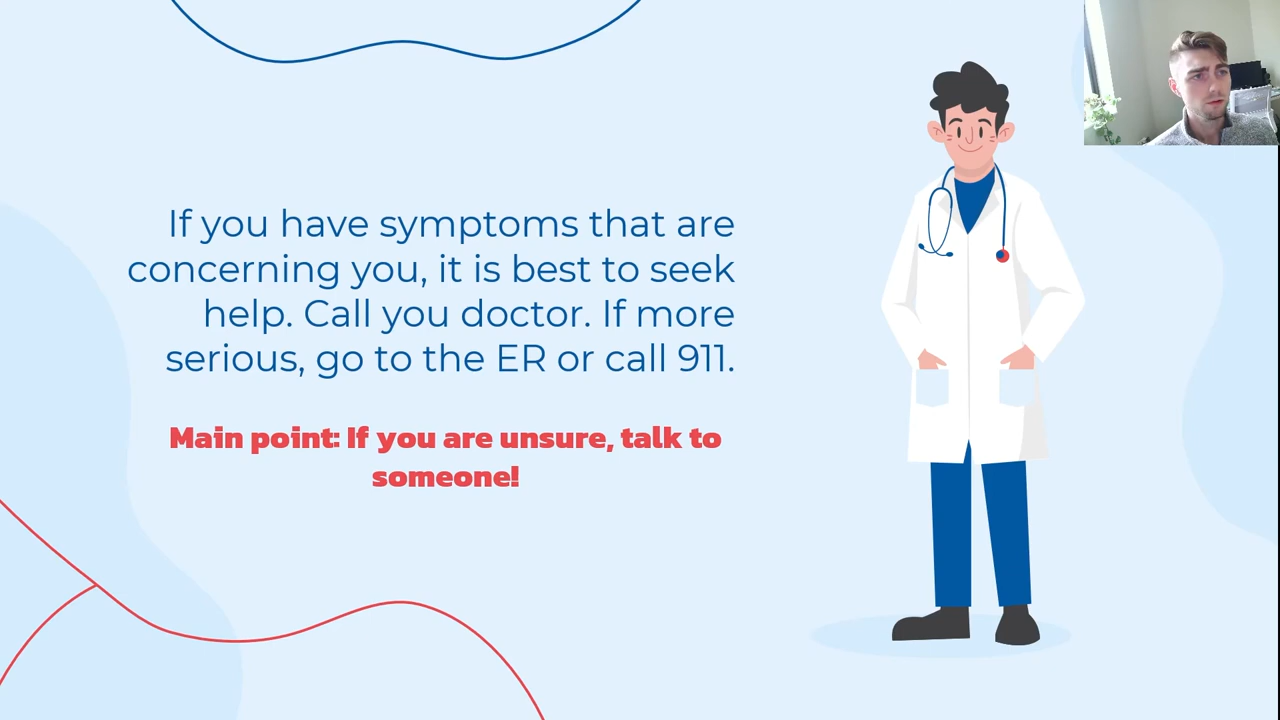 If you have symptoms that are
concerning you, it is best to seek
help. Call you doctor. If more
serious, go to the ER or call 911.
Main point: If you are unsure, talk to
someone!